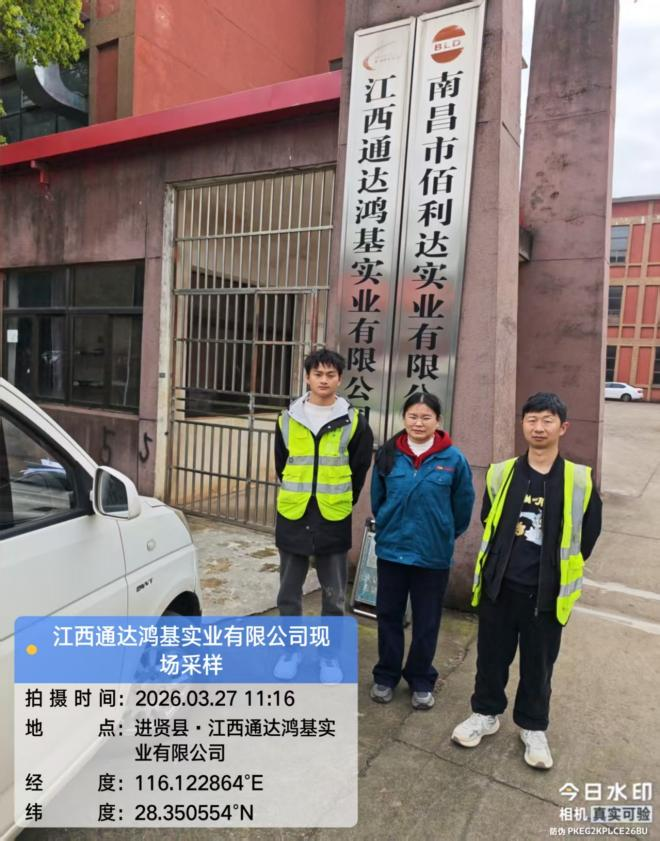 BLD
南昌市佰利达实业有限公
江西通达鸿基实业有限公司
江西通达鸿基实业有限公司现
场采样
拍摄时间：2026.03.27 11:16
地点：进贤县·江西通达鸿基实
业有限公司
经度：116.122864°E
纬度：28.350554°N
今日水印
相机 真实可验
防伪 PKEG2KPLCE26BU